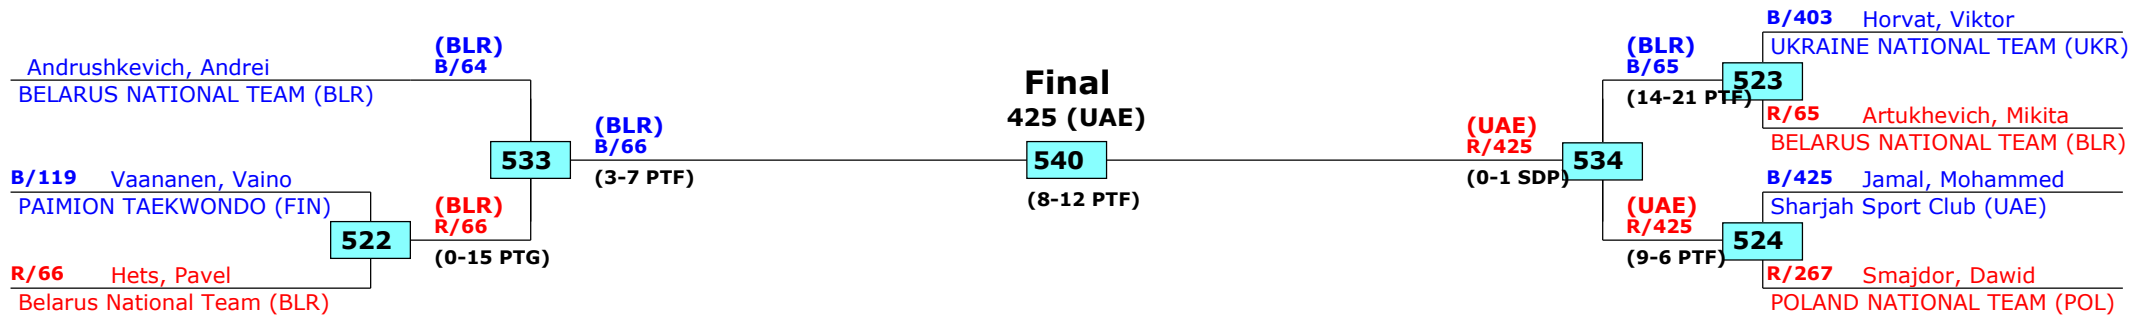 (BLR)
B/64
Andrushkevich, Andrei
BELARUS NATIONAL TEAM (BLR)
B/119 Vaananen, Vaino
PAIMION TAEKWONDO (FIN)
522
R/66 Hets, Pavel
Belarus National Team (BLR)
(BLR)
R/66
(0-15 PTG)
533
(BLR)
B/66
(3-7 PTF)
Final
425 (UAE)
540
(8-12 PTF)
(UAE)
R/425
(0-1 SDP)
534
(BLR)
B/65
(14-21 PTF)
(UAE)
R/425
(9-6 PTF)
B/403 Horvat, Viktor
UKRAINE NATIONAL TEAM (UKR)
523
R/65 Artukhevich, Mikita
BELARUS NATIONAL TEAM (BLR)
B/425 Jamal, Mohammed
Sharjah Sport Club (UAE)
524
R/267 Smajdor, Dawid
POLAND NATIONAL TEAM (POL)